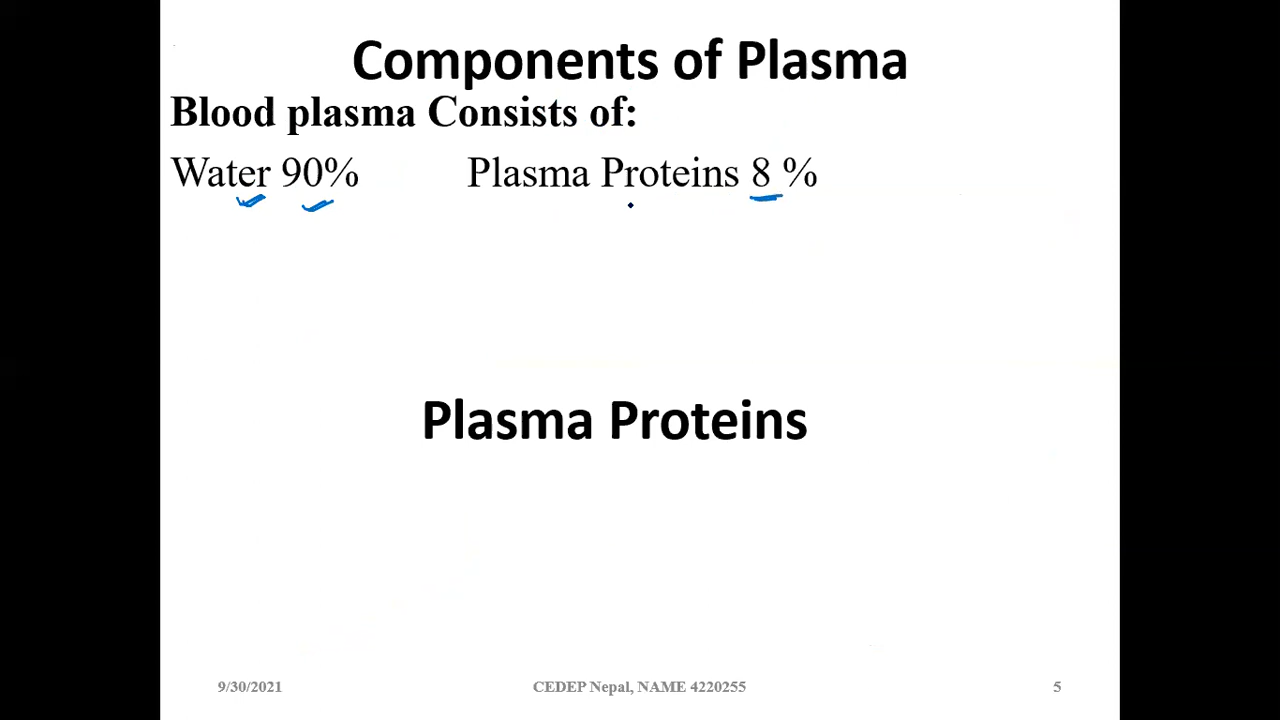 Components of Plasma
Blood plasma Consists of:
Water 90% Plasma Proteins 8 %
Plasma Proteins
9/30/2021 CEDEP Nepal, NAME 4220255 5